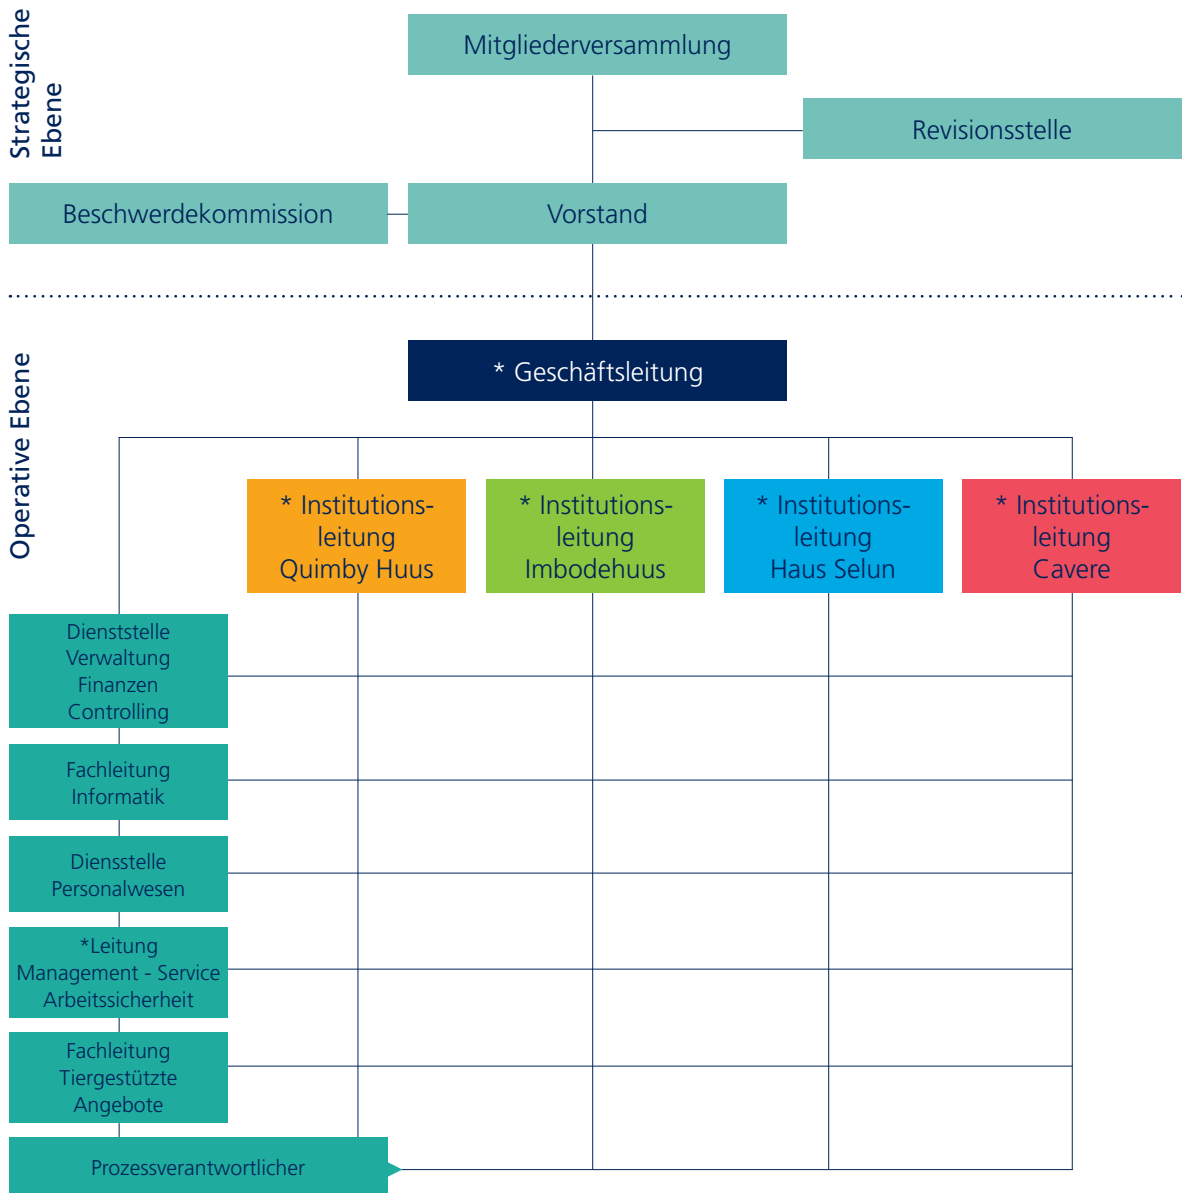 Strategische
Ebene
Mitgliederversammlung
Revisionsstelle
Beschwerdekommission
Vorstand
Operative Ebene
* Geschäftsleitung
* Institutions-
leitung
Quimby Huus
* Institutions-
leitung
Imbodehuus
* Institutions-
leitung
Haus Selun
* Institutions-
leitung
Cavere
Dienststelle
Verwaltung
Finanzen
Controlling
Fachleitung
Informatik
Diensstelle
Personalwesen
*Leitung
Management - Service
Arbeitssicherheit
Fachleitung
Tiergestützte
Angebote
Prozessverantwortlicher